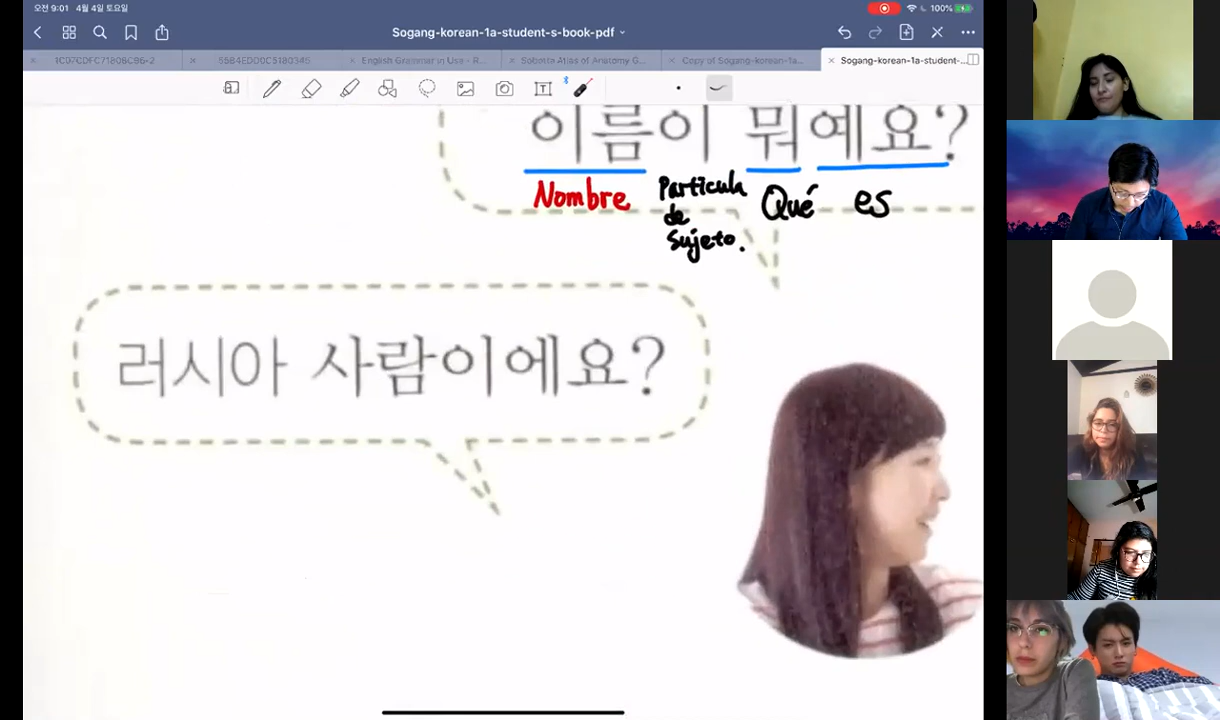 오전 9:01 4월 4일 토요일
100%
Sogang-korean-1a-student-s-book-pdf
1C07CDFC71808C96-2
English Grammar in Use - R...
Sobotta Atlas of Anatomy G...
Copy of Sogang-korean-1a...
Sogang-korean-1a-student-...
이름이 뭐예요?
Nombre Particula Qué es
de
sujeto.
러시아 사람이에요?